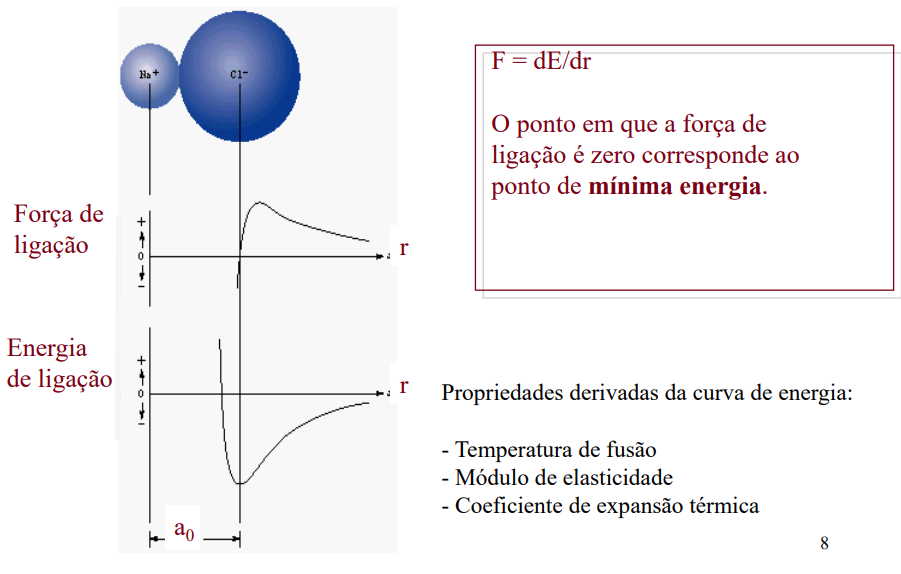 Na+
Cl-
F = dE/dr
O ponto em que a força de
ligação é zero corresponde ao
ponto de mínima energia.
Força de
ligação
+
0
-
r
Energia
de ligação
+
0
-
r
a0
Propriedades derivadas da curva de energia:
- Temperatura de fusão
- Módulo de elasticidade
- Coeficiente de expansão térmica
8